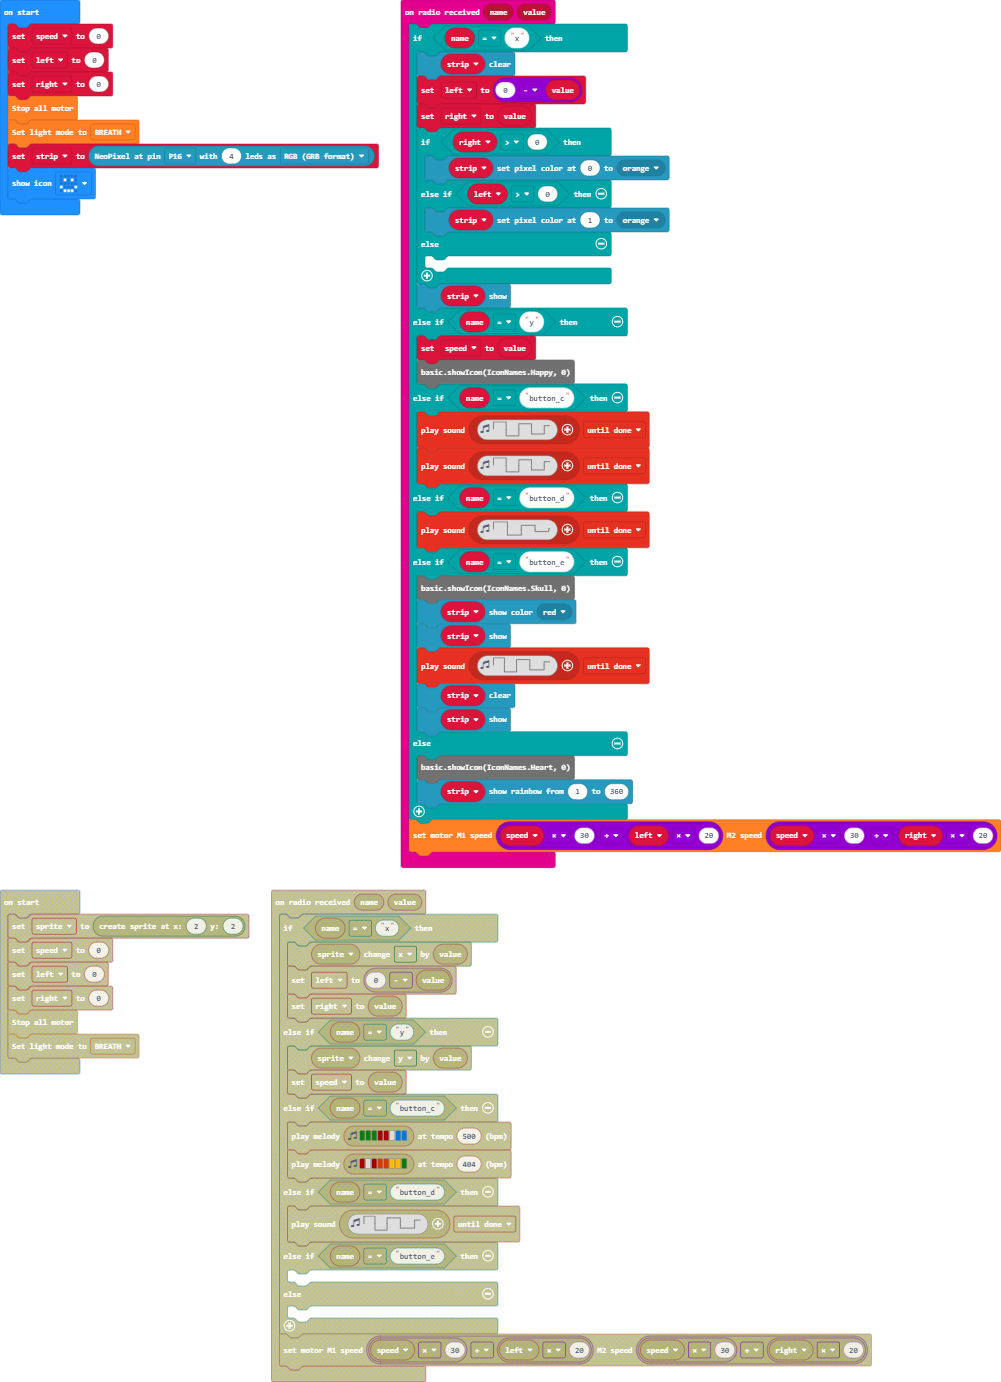 on start
set speed to 0
set left to 0
set right to 0
Stop all motor
Set light mode to BREATH
set strip to NeoPixel at pin P16 with 4 leds as RGB (GRB format)
show icon
on radio received name value
if name = "x" then
strip clear
set left to 0 - value
set right to value
if right > 0 then
strip set pixel color at 0 to orange
else if left > 0 then
strip set pixel color at 1 to orange
else
strip show
else if name = "y" then
set speed to value
basic.showIcon(IconNames.Happy, 0)
else if name = "button_c" then
play sound until done
play sound until done
else if name = "button_d" then
play sound until done
else if name = "button_e" then
basic.showIcon(IconNames.Skull, 0)
strip show color red
strip show
play sound until done
strip clear
strip show
else
basic.showIcon(IconNames.Heart, 0)
strip show rainbow from 1 to 360
set motor M1 speed speed × 30 + left × 20 M2 speed speed × 30 + right × 20
on start
set sprite to create sprite at x: 2 y: 2
set speed to 0
set left to 0
set right to 0
Stop all motor
Set light mode to BREATH
on radio received name value
if name = "x" then
sprite change x by value
set left to 0 - value
set right to value
else if name = "y" then
sprite change y by value
set speed to value
else if name = "button_c" then
play melody at tempo 500 (bpm)
play melody at tempo 404 (bpm)
else if name = "button_d" then
play sound until done
else if name = "button_e" then
else
set motor M1 speed speed × 30 + left × 20 M2 speed speed × 30 + right × 20